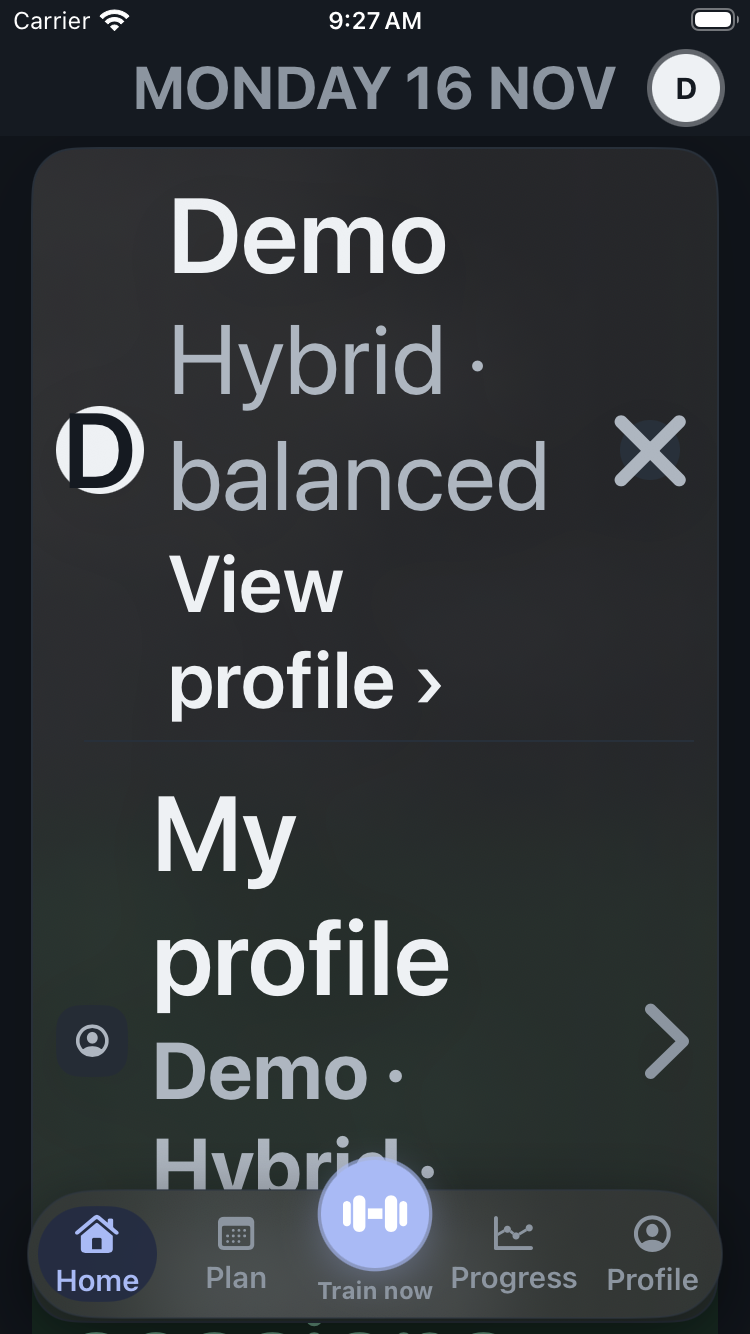 Carrier 9:27 AM
MONDAY 16 NOV D
Demo
Hybrid ·
balanced
D
View
profile ›
My
profile
Demo ·
Hybrid ·
Home Plan Train now Progress Profile